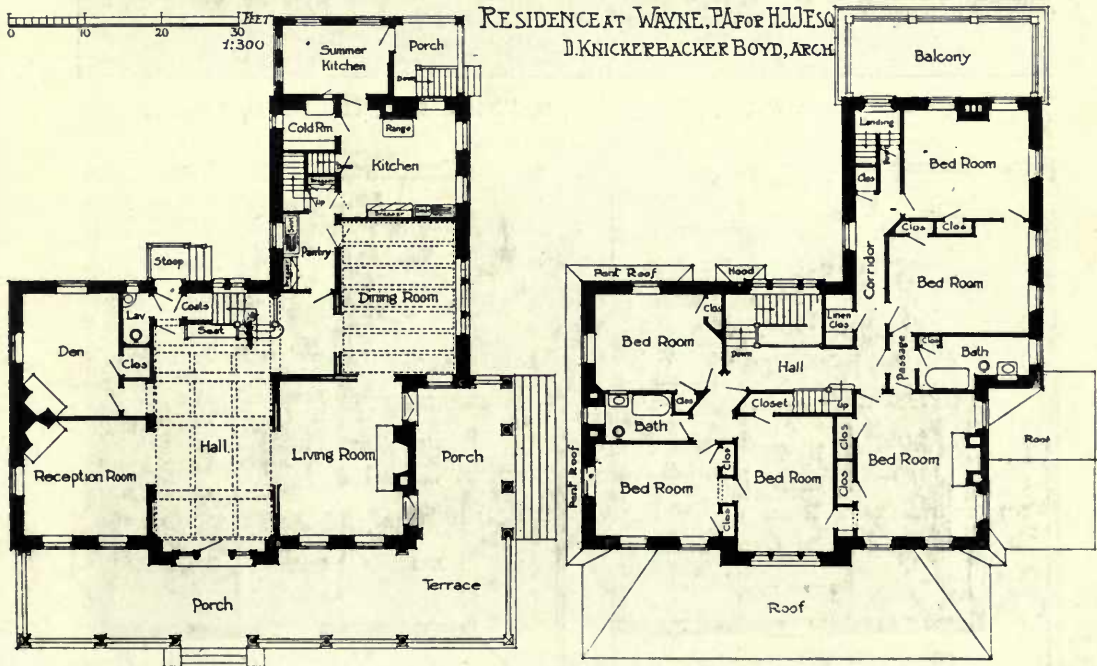 0 10 20 30 FEET
1:300
RESIDENCE AT WAYNE, PA FOR H.J.J ESQ
D. KNICKERBACKER BOYD, ARCH
Summer
Kitchen
Porch
Down
Cold Rm.
Range
Kitchen
Up
Dresser
Pantry
Stoop
Dining Room
Lav
Coats
Seat
Den
Clos
Hall
Reception Room
Living Room
Porch
Terrace
Porch
Balcony
Landing
Clos
Bed Room
Clos
Clos
Corridor
Bed Room
Pent Roof
Hood
Clos
Linen
Clos
Bed Room
Down
Hall
Passage
Clos
Bath
Clos
Closet
Up
Bath
Roof
Pent Roof
Bed Room
Clos
Clos
Bed Room
Clos
Clos
Bed Room
Roof